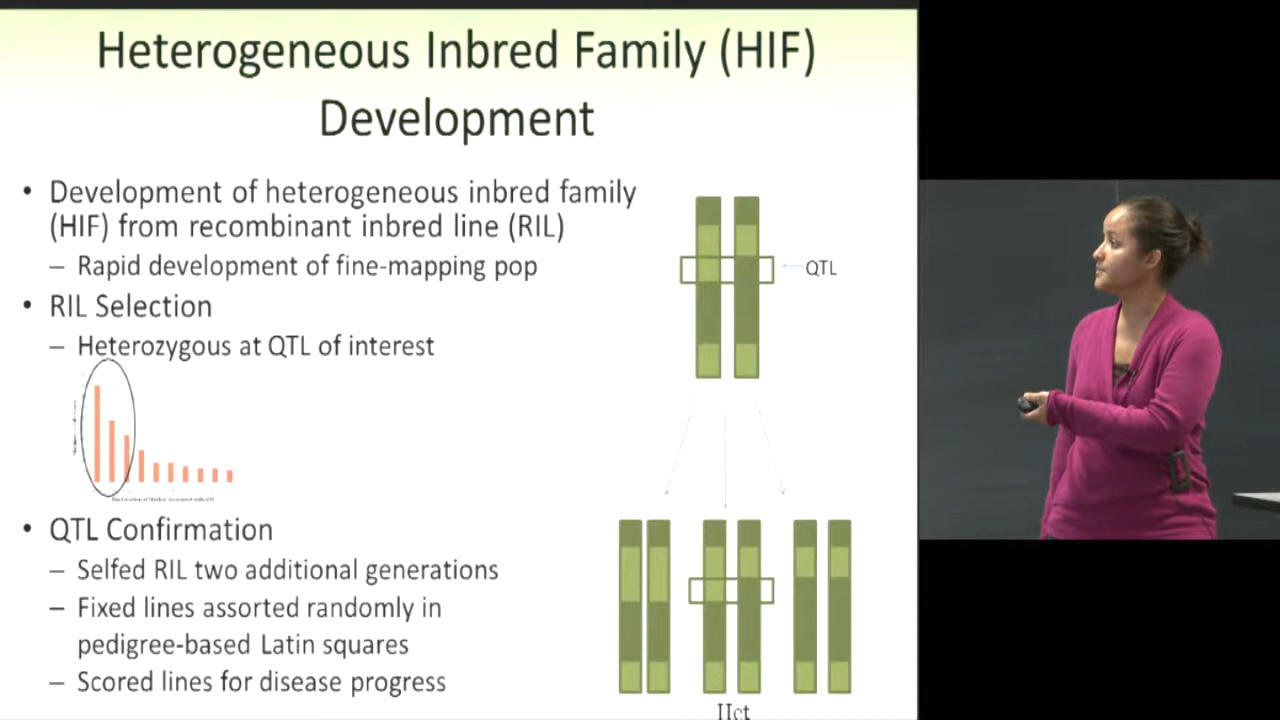 Heterogeneous Inbred Family (HIF)
Development
• Development of heterogeneous inbred family
(HIF) from recombinant inbred line (RIL)
– Rapid development of fine-mapping pop
• RIL Selection
– Heterozygous at QTL of interest
QTL
• QTL Confirmation
– Selfed RIL two additional generations
– Fixed lines assorted randomly in
pedigree-based Latin squares
– Scored lines for disease progress